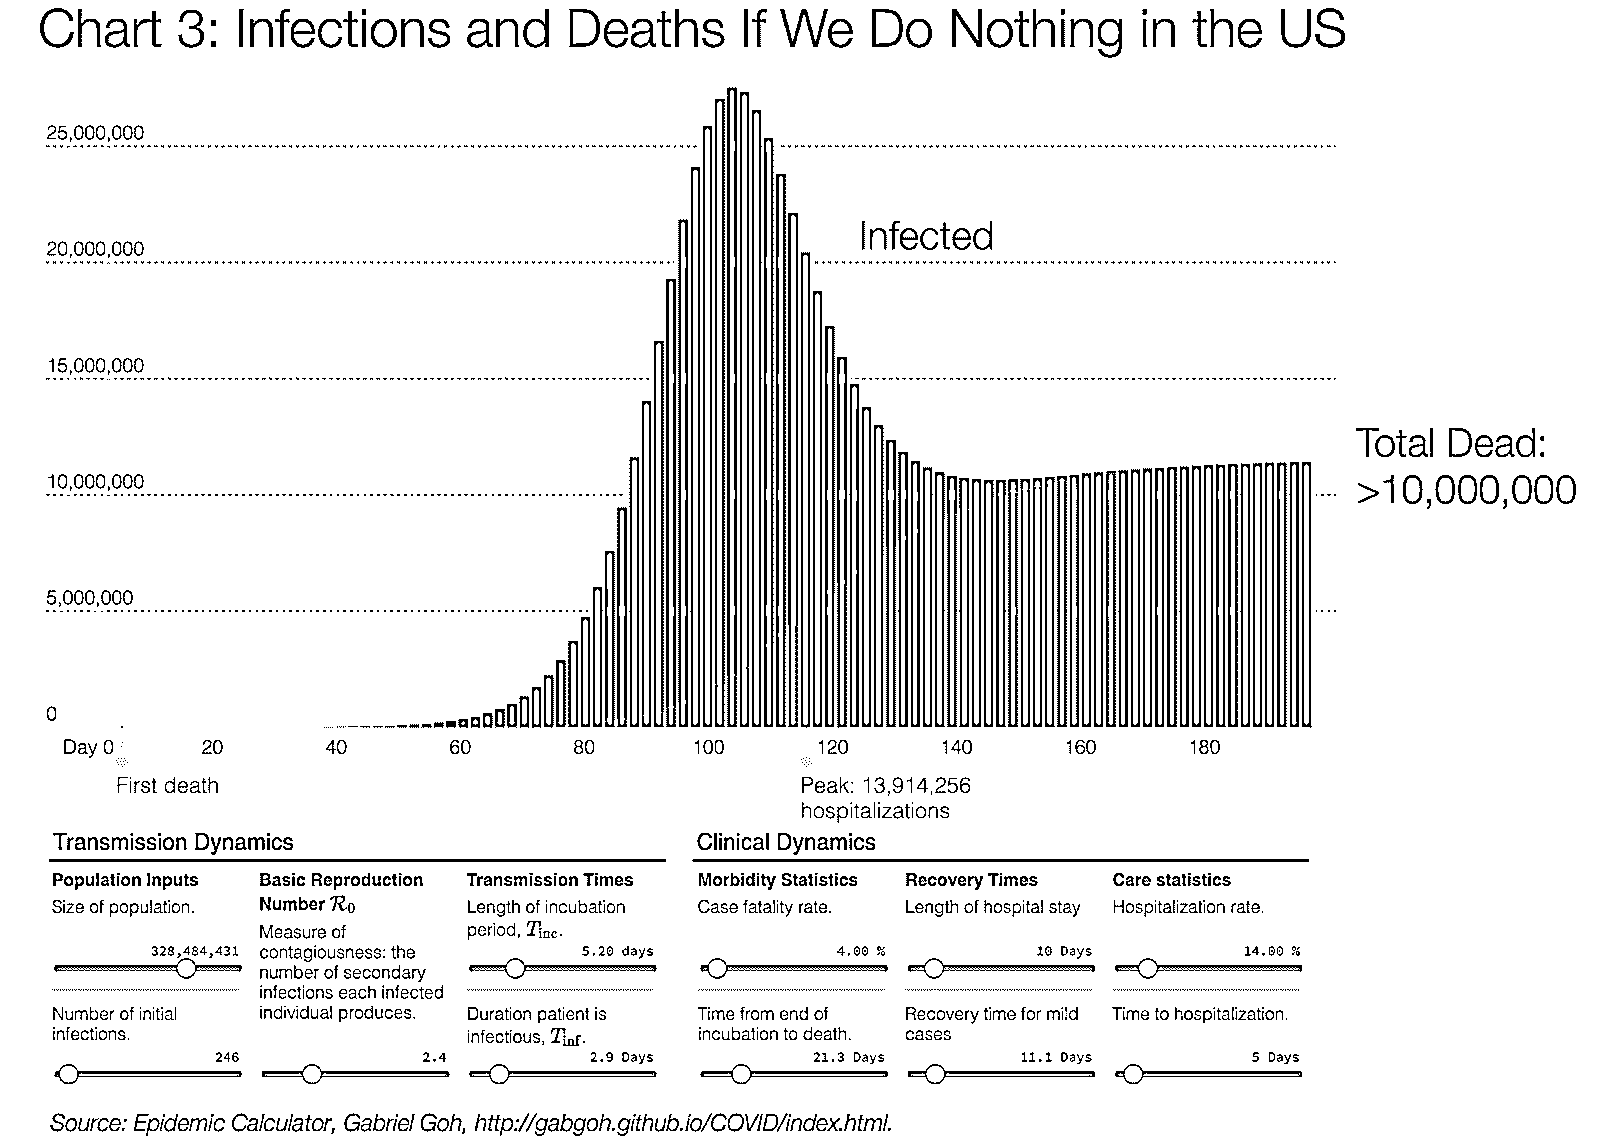 Chart 3: Infections and Deaths If We Do Nothing in the US
25,000,000
20,000,000
Infected
15,000,000
Total Dead:
>10,000,000
10,000,000
5,000,000
0
Day 0 20 40 60 80 100 120 140 160 180
First death
Peak: 13,914,256
hospitalizations
Transmission Dynamics
Population Inputs
Size of population.
328,484,431
Number of initial
infections.
246
Basic Reproduction
Number R₀
Measure of
contagiousness: the
number of secondary
infections each infected
individual produces.
2.4
Transmission Times
Length of incubation
period, Tinc.
5.20 days
Duration patient is
infectious, Tinf.
2.9 Days
Clinical Dynamics
Morbidity Statistics
Case fatality rate.
4.00 %
Time from end of
incubation to death.
21.3 Days
Recovery Times
Length of hospital stay
10 Days
Recovery time for mild
cases
11.1 Days
Care statistics
Hospitalization rate.
14.00 %
Time to hospitalization.
5 Days
Source: Epidemic Calculator, Gabriel Goh, http://gabgoh.github.io/COVID/index.html.